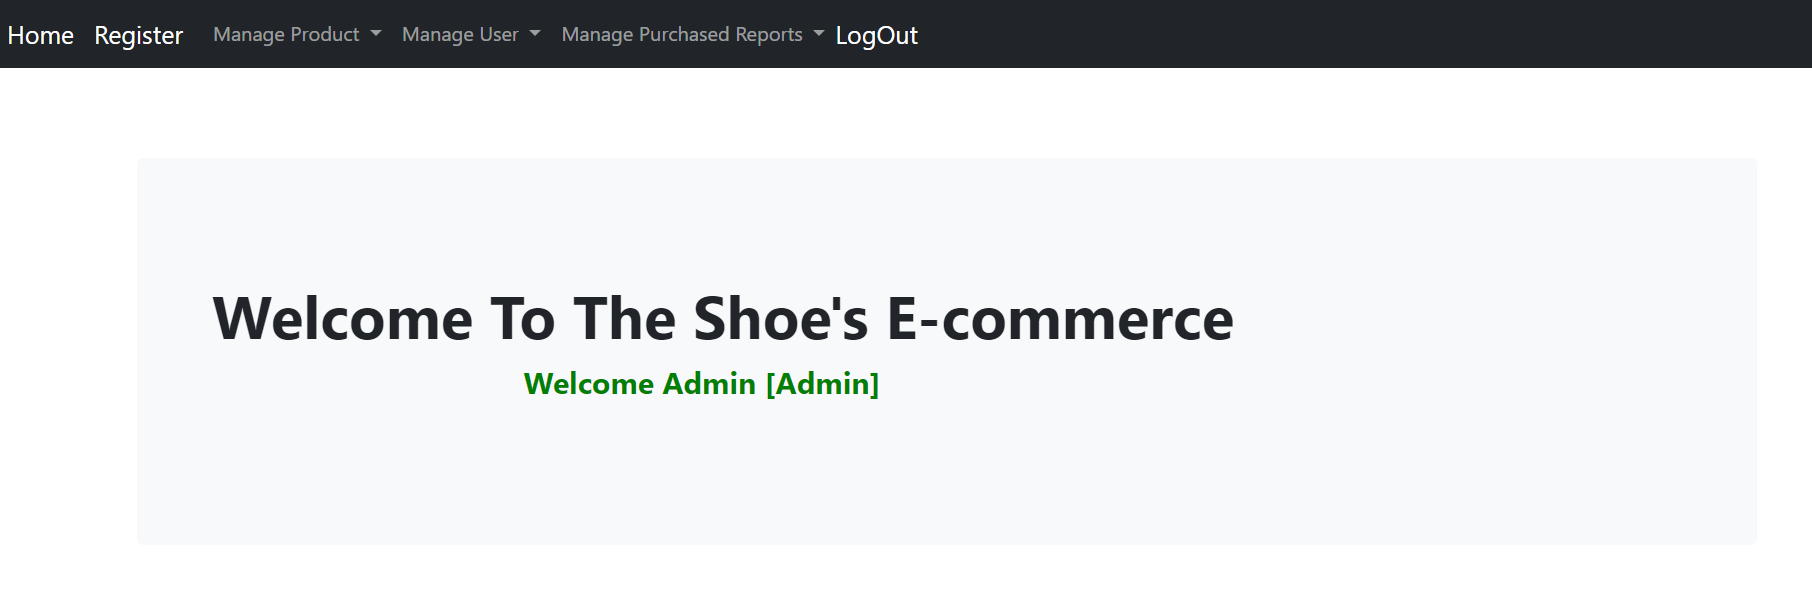 Home Register Manage Product Manage User Manage Purchased Reports LogOut
Welcome To The Shoe's E-commerce
Welcome Admin [Admin]